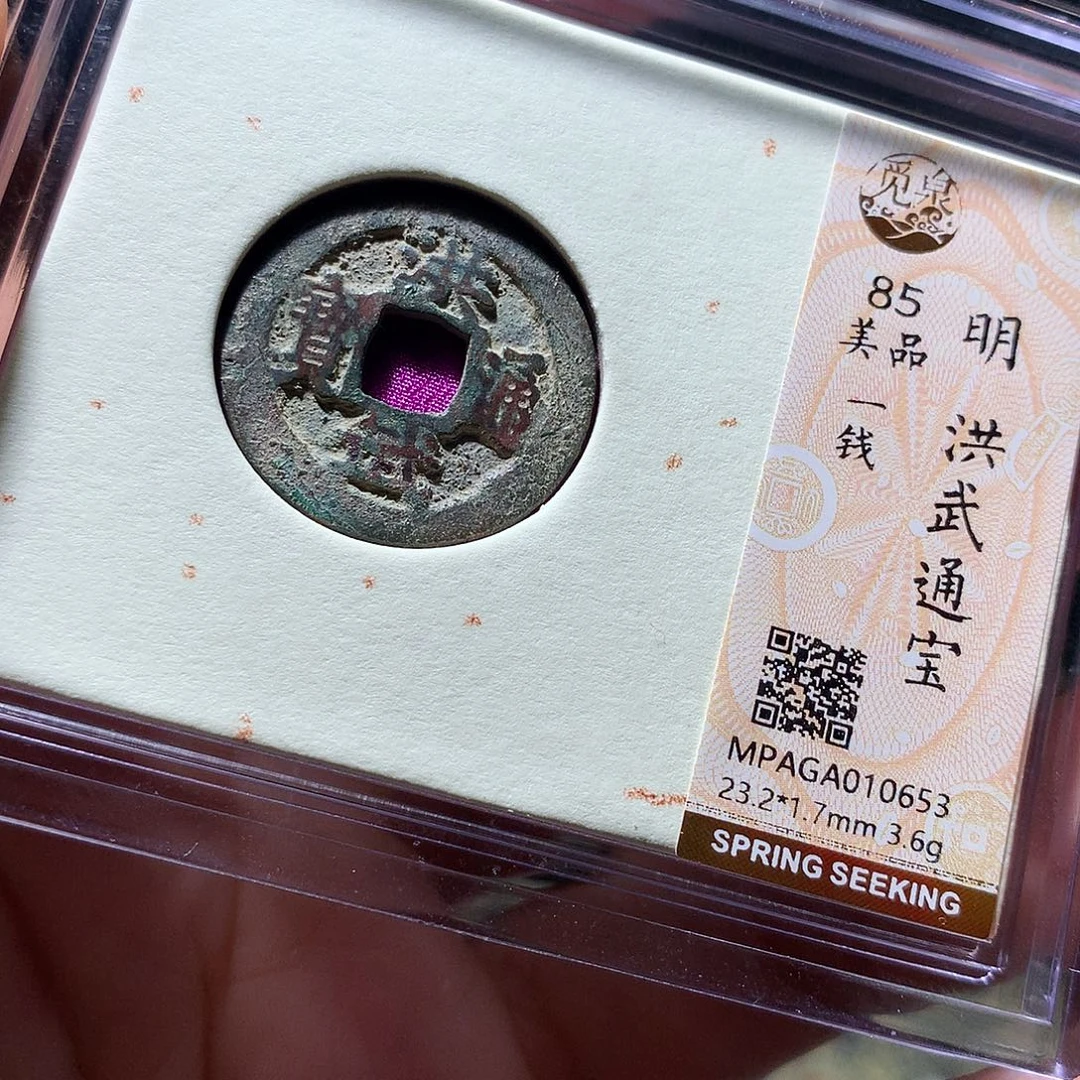 洪武通寳
覓泉
85
美品
一钱
明
洪武通宝
MPAGA010653
23.2*1.7mm 3.6g
SPRING SEEKING